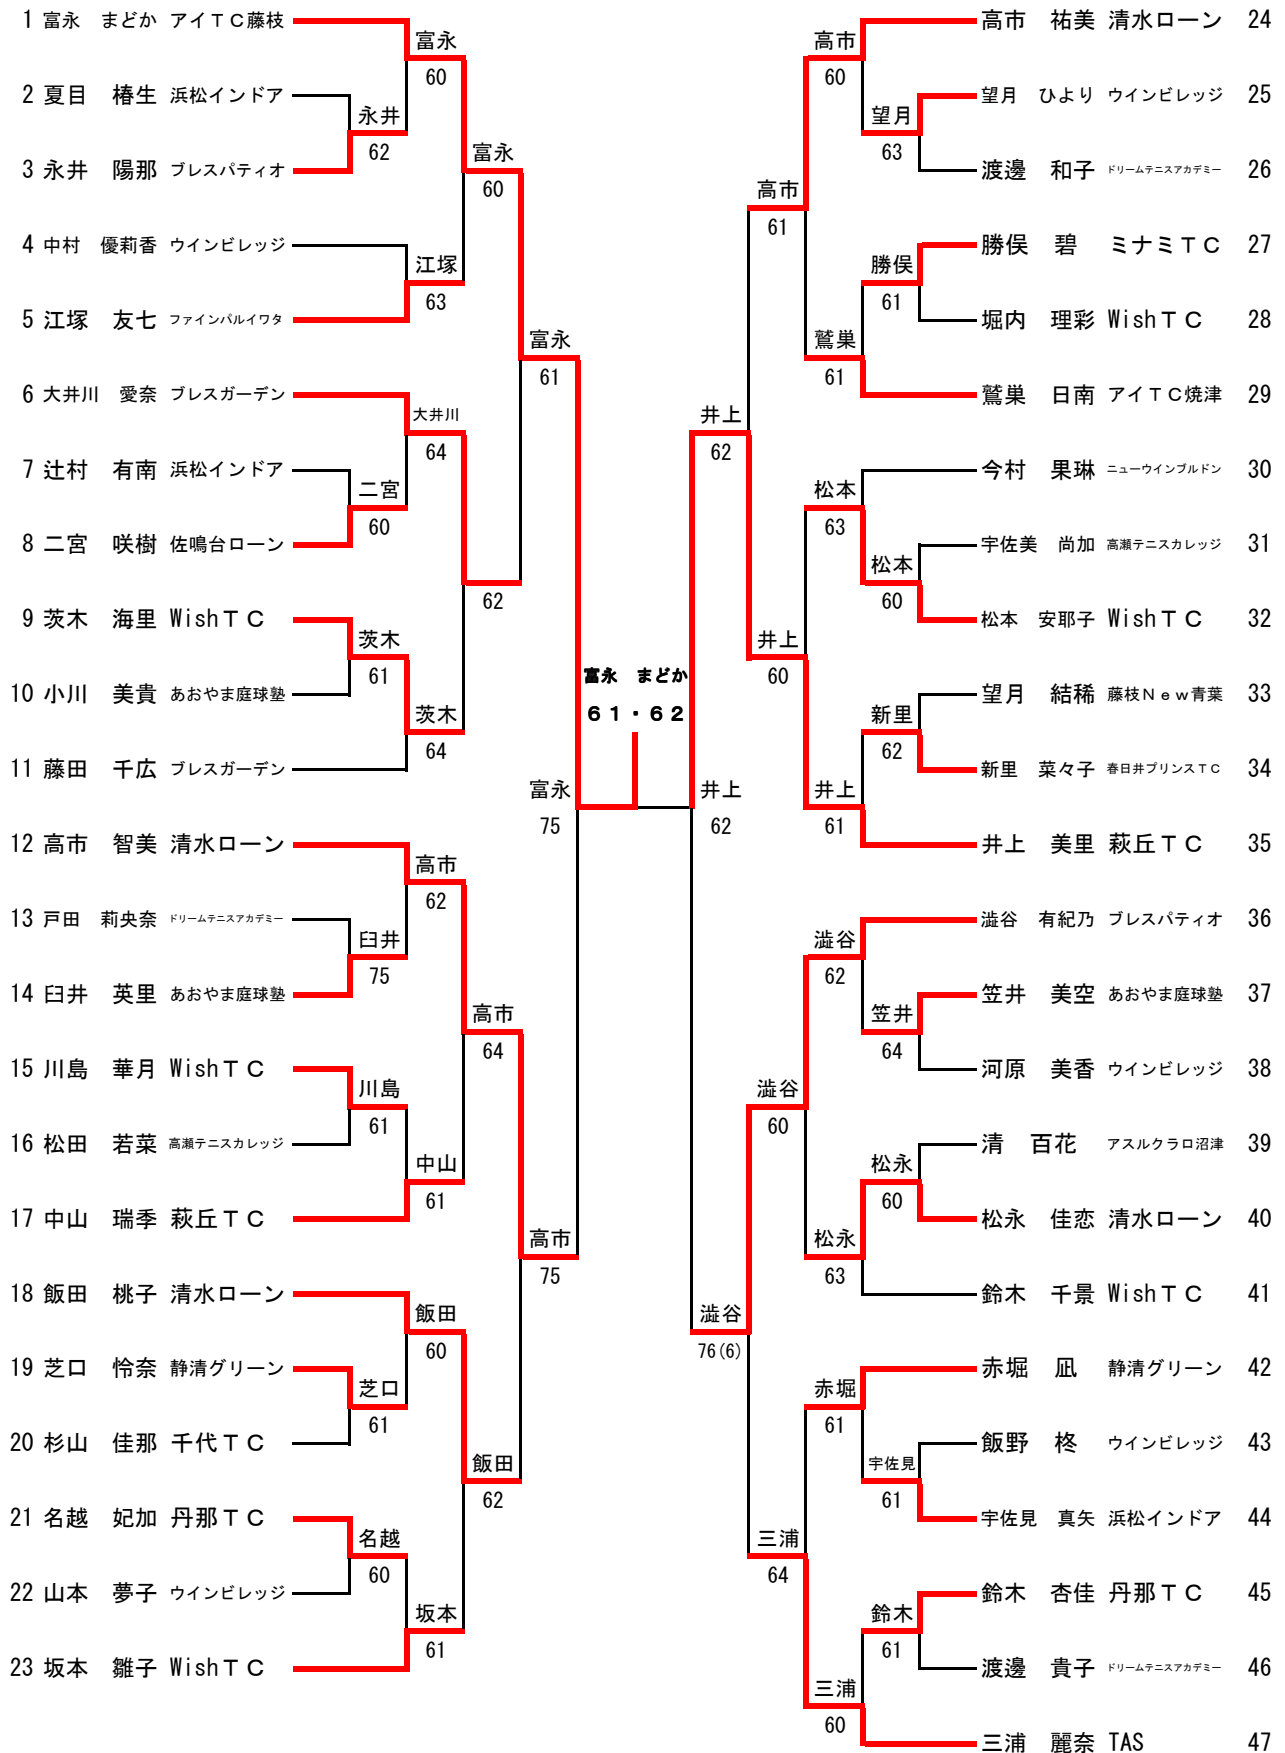 1 富永　まどか アイＴＣ藤枝
2 夏目　椿生 浜松インドア
3 永井　陽那 ブレスパティオ
4 中村　優莉香 ウインビレッジ
5 江塚　友七 ファインバルイワタ
6 大井川　愛奈 ブレスガーデン
7 辻村　有南 浜松インドア
8 二宮　咲樹 佐鳴台ローン
9 茨木　海里 WishＴＣ
10 小川　美貴 あおやま庭球塾
11 藤田　千広 ブレスガーデン
12 高市　智美 清水ローン
13 戸田　莉央奈 ドリームテニスアカデミー
14 臼井　英里 あおやま庭球塾
15 川島　華月 WishＴＣ
16 松田　若菜 高瀬テニスカレッジ
17 中山　瑞季 萩丘ＴＣ
18 飯田　桃子 清水ローン
19 芝口　怜奈 静清グリーン
20 杉山　佳那 千代ＴＣ
21 名越　妃加 丹那ＴＣ
22 山本　夢子 ウインビレッジ
23 坂本　雛子 WishＴＣ
永井
62
二宮
60
茨木
61
臼井
75
川島
61
芝口
61
名越
60
富永
60
江塚
63
大井川
64
茨木
64
高市
62
中山
61
飯田
60
坂本
61
富永
60
62
高市
64
飯田
62
富永
61
高市
75
富永
75
富永　まどか
６１・６２
井上
62
井上
62
澁谷
76(6)
高市
61
井上
60
澁谷
60
三浦
64
高市
60
鷲巣
61
松本
63
井上
61
澁谷
62
松永
63
赤堀
61
三浦
60
望月
63
勝俣
61
松本
60
新里
62
笠井
64
松永
60
宇佐見
61
鈴木
61
高市　祐美 清水ローン 24
望月　ひより ウインビレッジ 25
渡邊　和子 ドリームテニスアカデミー 26
勝俣　碧 ミナミＴＣ 27
堀内　理彩 WishＴＣ 28
鷲巣　日南 アイＴＣ焼津 29
今村　果琳 ニューウインブルドン 30
宇佐美　尚加 高瀬テニスカレッジ 31
松本　安耶子 WishＴＣ 32
望月　結稀 藤枝Ｎｅｗ青葉 33
新里　菜々子 春日井プリンスＴＣ 34
井上　美里 萩丘ＴＣ 35
澁谷　有紀乃 ブレスパティオ 36
笠井　美空 あおやま庭球塾 37
河原　美香 ウインビレッジ 38
清　百花 アスルクラロ沼津 39
松永　佳恋 清水ローン 40
鈴木　千景 WishＴＣ 41
赤堀　凪 静清グリーン 42
飯野　柊 ウインビレッジ 43
宇佐見　真矢 浜松インドア 44
鈴木　杏佳 丹那ＴＣ 45
渡邊　貴子 ドリームテニスアカデミー 46
三浦　麗奈 TAS 47